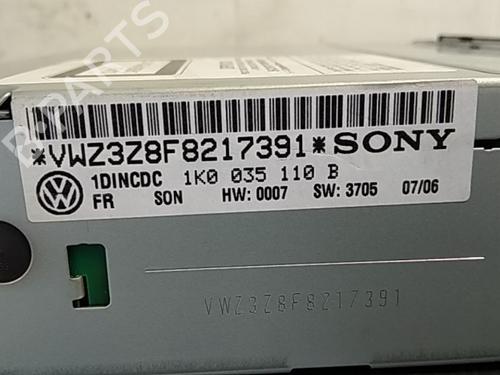 *VWZ3Z8F8217391* SONY
1DINCDC 1K0 035 110 B
FR SON HW: 0007 SW: 3705 07/06
VWZ3Z8F8217391